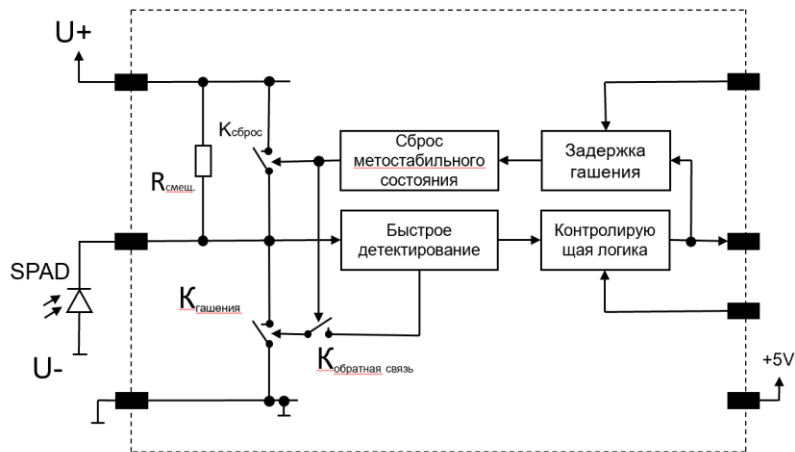 U+
Kсброс
Сброс
метостабильного
состояния
Задержка
гашения
Rсмещ.
Быстрое
детектирование
Контролирую
щая логика
SPAD
Kгашения
U-
Kобратная связь
+5V